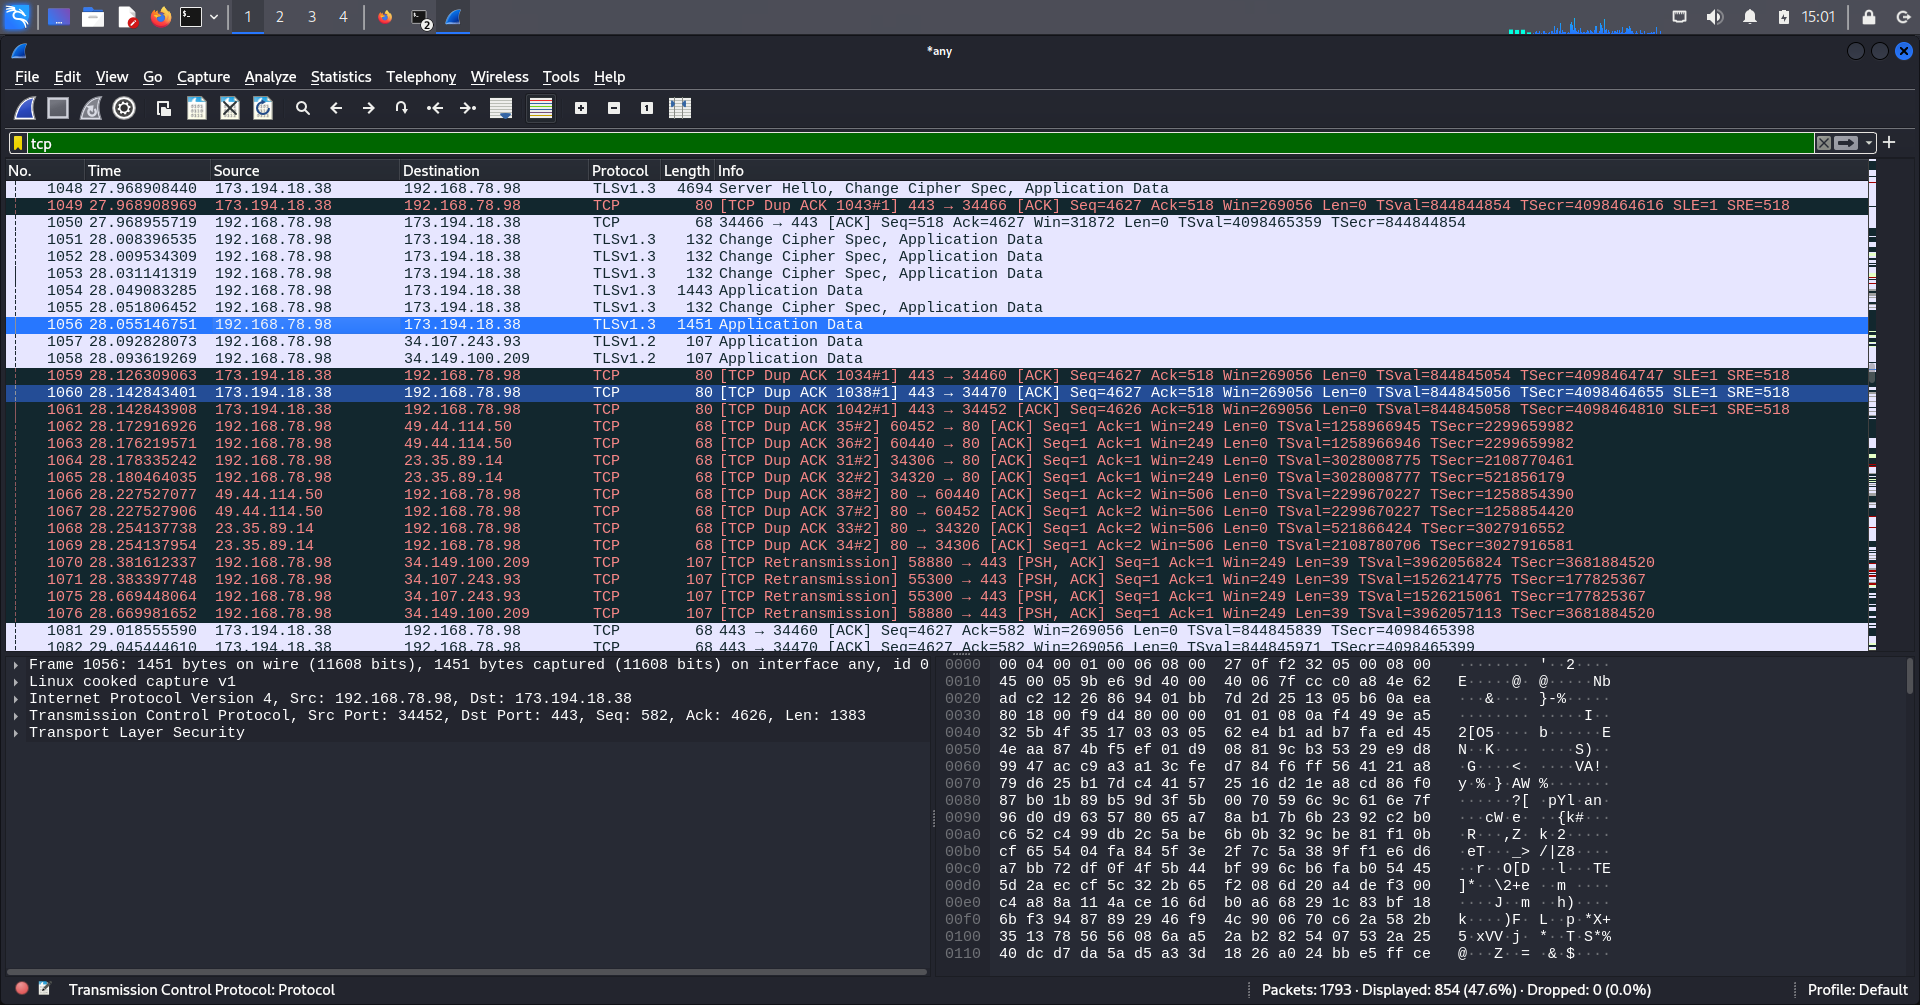 1 2 3 4 2 15:01
*any
File Edit View Go Capture Analyze Statistics Telephony Wireless Tools Help
tcp
No. Time Source Destination Protocol Length Info
1048 27.968908440 173.194.18.38 192.168.78.98 TLSv1.3 4694 Server Hello, Change Cipher Spec, Application Data
1049 27.968908969 173.194.18.38 192.168.78.98 TCP 80 [TCP Dup ACK 1043#1] 443 → 34466 [ACK] Seq=4627 Ack=518 Win=269056 Len=0 TSval=844844854 TSecr=4098464616 SLE=1 SRE=518
1050 27.968955719 192.168.78.98 173.194.18.38 TCP 68 34466 → 443 [ACK] Seq=518 Ack=4627 Win=31872 Len=0 TSval=4098465359 TSecr=844844854
1051 28.008396535 192.168.78.98 173.194.18.38 TLSv1.3 132 Change Cipher Spec, Application Data
1052 28.009534309 192.168.78.98 173.194.18.38 TLSv1.3 132 Change Cipher Spec, Application Data
1053 28.031141319 192.168.78.98 173.194.18.38 TLSv1.3 132 Change Cipher Spec, Application Data
1054 28.049083285 192.168.78.98 173.194.18.38 TLSv1.3 1443 Application Data
1055 28.051806452 192.168.78.98 173.194.18.38 TLSv1.3 132 Change Cipher Spec, Application Data
1056 28.055146751 192.168.78.98 173.194.18.38 TLSv1.3 1451 Application Data
1057 28.092828073 192.168.78.98 34.107.243.93 TLSv1.2 107 Application Data
1058 28.093619269 192.168.78.98 34.149.100.209 TLSv1.2 107 Application Data
1059 28.126309063 173.194.18.38 192.168.78.98 TCP 80 [TCP Dup ACK 1034#1] 443 → 34460 [ACK] Seq=4627 Ack=518 Win=269056 Len=0 TSval=844845054 TSecr=4098464747 SLE=1 SRE=518
1060 28.142843401 173.194.18.38 192.168.78.98 TCP 80 [TCP Dup ACK 1038#1] 443 → 34470 [ACK] Seq=4627 Ack=518 Win=269056 Len=0 TSval=844845056 TSecr=4098464655 SLE=1 SRE=518
1061 28.142843908 173.194.18.38 192.168.78.98 TCP 80 [TCP Dup ACK 1042#1] 443 → 34452 [ACK] Seq=4626 Ack=518 Win=269056 Len=0 TSval=844845058 TSecr=4098464810 SLE=1 SRE=518
1062 28.172916926 192.168.78.98 49.44.114.50 TCP 68 [TCP Dup ACK 35#2] 60452 → 80 [ACK] Seq=1 Ack=1 Win=249 Len=0 TSval=1258966945 TSecr=2299659982
1063 28.176219571 192.168.78.98 49.44.114.50 TCP 68 [TCP Dup ACK 36#2] 60440 → 80 [ACK] Seq=1 Ack=1 Win=249 Len=0 TSval=1258966946 TSecr=2299659982
1064 28.178335242 192.168.78.98 23.35.89.14 TCP 68 [TCP Dup ACK 31#2] 34306 → 80 [ACK] Seq=1 Ack=1 Win=249 Len=0 TSval=3028008775 TSecr=2108770461
1065 28.180464035 192.168.78.98 23.35.89.14 TCP 68 [TCP Dup ACK 32#2] 34320 → 80 [ACK] Seq=1 Ack=1 Win=249 Len=0 TSval=3028008777 TSecr=521856179
1066 28.227527077 49.44.114.50 192.168.78.98 TCP 68 [TCP Dup ACK 38#2] 80 → 60440 [ACK] Seq=1 Ack=2 Win=506 Len=0 TSval=2299670227 TSecr=1258854390
1067 28.227527906 49.44.114.50 192.168.78.98 TCP 68 [TCP Dup ACK 37#2] 80 → 60452 [ACK] Seq=1 Ack=2 Win=506 Len=0 TSval=2299670227 TSecr=1258854420
1068 28.254137738 23.35.89.14 192.168.78.98 TCP 68 [TCP Dup ACK 33#2] 80 → 34320 [ACK] Seq=1 Ack=2 Win=506 Len=0 TSval=521866424 TSecr=3027916552
1069 28.254137954 23.35.89.14 192.168.78.98 TCP 68 [TCP Dup ACK 34#2] 80 → 34306 [ACK] Seq=1 Ack=2 Win=506 Len=0 TSval=2108780706 TSecr=3027916581
1070 28.381612337 192.168.78.98 34.149.100.209 TCP 107 [TCP Retransmission] 58880 → 443 [PSH, ACK] Seq=1 Ack=1 Win=249 Len=39 TSval=3962056824 TSecr=3681884520
1071 28.383397748 192.168.78.98 34.107.243.93 TCP 107 [TCP Retransmission] 55300 → 443 [PSH, ACK] Seq=1 Ack=1 Win=249 Len=39 TSval=1526214775 TSecr=177825367
1075 28.669448064 192.168.78.98 34.107.243.93 TCP 107 [TCP Retransmission] 55300 → 443 [PSH, ACK] Seq=1 Ack=1 Win=249 Len=39 TSval=1526215061 TSecr=177825367
1076 28.669981652 192.168.78.98 34.149.100.209 TCP 107 [TCP Retransmission] 58880 → 443 [PSH, ACK] Seq=1 Ack=1 Win=249 Len=39 TSval=3962057113 TSecr=3681884520
1081 29.018555590 173.194.18.38 192.168.78.98 TCP 68 443 → 34460 [ACK] Seq=4627 Ack=582 Win=269056 Len=0 TSval=844845839 TSecr=4098465398
1082 29.045444610 173.194.18.38 192.168.78.98 TCP 68 443 → 34470 [ACK] Seq=4627 Ack=582 Win=269056 Len=0 TSval=844845971 TSecr=4098465399
Frame 1056: 1451 bytes on wire (11608 bits), 1451 bytes captured (11608 bits) on interface any, id 0
Linux cooked capture v1
Internet Protocol Version 4, Src: 192.168.78.98, Dst: 173.194.18.38
Transmission Control Protocol, Src Port: 34452, Dst Port: 443, Seq: 582, Ack: 4626, Len: 1383
Transport Layer Security
0000 00 04 00 01 00 06 08 00 27 0f f2 32 05 00 08 00 ········ '··2····
0010 45 00 05 9b e6 9d 40 00 40 06 7f cc c0 a8 4e 62 E·····@· @·····Nb
0020 ad c2 12 26 86 94 01 bb 7d 2d 25 13 05 b6 0a ea ···&···· }-%·····
0030 80 18 00 f9 d4 80 00 00 01 01 08 0a f4 49 9e a5 ········ ·····I··
0040 32 5b 4f 35 17 03 03 05 62 e4 b1 ad b7 fa ed 45 2[O5···· b······E
0050 4e aa 87 4b f5 ef 01 d9 08 81 9c b3 53 29 e9 d8 N··K···· ····S)··
0060 99 47 ac c9 a3 a1 3c fe d7 84 f6 ff 56 41 21 a8 ·G····<· ····VA!·
0070 79 d6 25 b1 7d c4 41 57 25 16 d2 1e a8 cd 86 f0 y·%·}·AW %·······
0080 87 b0 1b 89 b5 9d 3f 5b 00 70 59 6c 9c 61 6e 7f ······?[ ·pYl·an·
0090 96 d0 d9 63 57 80 65 a7 8a b1 7b 6b 23 92 c2 b0 ···cW·e· ··{k#···
00a0 c6 52 c4 99 db 2c 5a be 6b 0b 32 9c be 81 f1 0b ·R···,Z· k·2·····
00b0 cf 65 54 04 fa 84 5f 3e 2f 7c 5a 38 9f f1 e6 d6 ·eT···_> /|Z8····
00c0 a7 bb 72 df 0f 4f 5b 44 bf 99 6c b6 fa b0 54 45 ··r··O[D ··l···TE
00d0 5d 2a ec cf 5c 32 2b 65 f2 08 6d 20 a4 de f3 00 ]*··\2+e ··m ····
00e0 c4 a8 8a 11 4a ce 16 6d b0 a6 68 29 1c 83 bf 18 ····J··m ··h)····
00f0 6b f3 94 87 89 29 46 f9 4c 90 06 70 c6 2a 58 2b k····)F· L··p·*X+
0100 35 13 78 56 56 08 6a a5 2a b2 82 54 07 53 2a 25 5·xVV·j· *··T·S*%
0110 40 dc d7 da 5a d5 a3 3d 18 26 a0 24 bb e5 ff ce @···Z··= ·&·$····
Transmission Control Protocol: Protocol Packets: 1793 · Displayed: 854 (47.6%) · Dropped: 0 (0.0%) Profile: Default